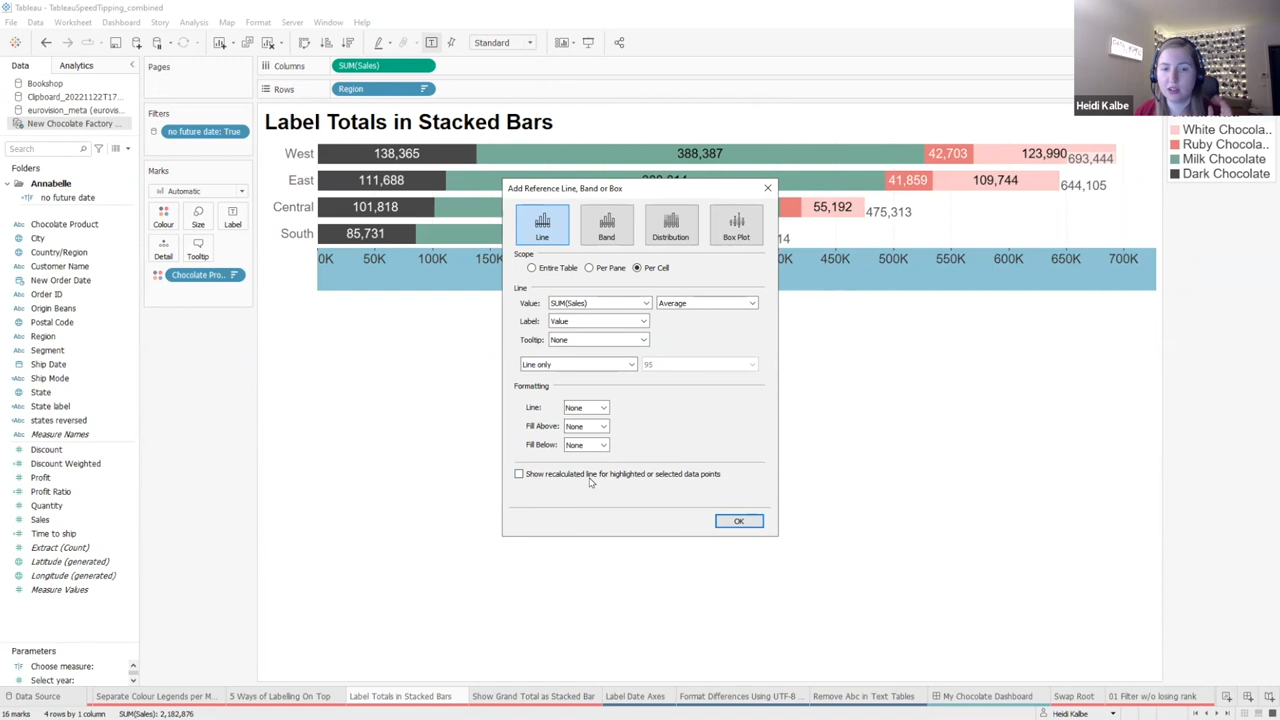 Tableau - TableauSpeedTipping_combined
File Data Worksheet Dashboard Story Analysis Map Format Server Window Help
Standard
Heidi Kalbe
Data Analytics
Bookshop
Clipboard_20221122T17...
eurovision_meta (eurovis...
New Chocolate Factory ...
Search
Folders
Annabelle
no future date
Chocolate Product
City
Country/Region
Customer Name
New Order Date
Order ID
Origin Beans
Postal Code
Region
Segment
Ship Date
Ship Mode
State
State label
states reversed
Measure Names
Discount
Discount Weighted
Profit
Profit Ratio
Quantity
Sales
Time to ship
Extract (Count)
Latitude (generated)
Longitude (generated)
Measure Values
Parameters
Choose measure:
Select year:
Pages
Filters
no future date: True
Marks
Automatic
Colour Size Label
Detail Tooltip
Chocolate Pro..
Columns SUM(Sales)
Rows Region
Label Totals in Stacked Bars
West 138,365 388,387 42,703 123,990 693,444
East 111,688 41,859 109,744 644,105
Central 101,818 55,192 475,313
South 85,731 14
0K 50K 100K 150K 0K 450K 500K 550K 600K 650K 700K
White Chocola..
Ruby Chocola..
Milk Chocolate
Dark Chocolate
Add Reference Line, Band or Box
Line Band Distribution Box Plot
Scope
Entire Table Per Pane Per Cell
Line
Value: SUM(Sales) Average
Label: Value
Tooltip: None
Line only 95
Formatting
Line: None
Fill Above: None
Fill Below: None
Show recalculated line for highlighted or selected data points
OK
Data Source Separate Colour Legends per M... 5 Ways of Labelling On Top Label Totals in Stacked Bars Show Grand Total as Stacked Bar Label Date Axes Format Differences Using UTF-8 ... Remove Abc in Text Tables My Chocolate Dashboard Swap Root 01 Filter w/o losing rank
16 marks 4 rows by 1 column SUM(Sales): 2,182,876 Heidi Kalbe